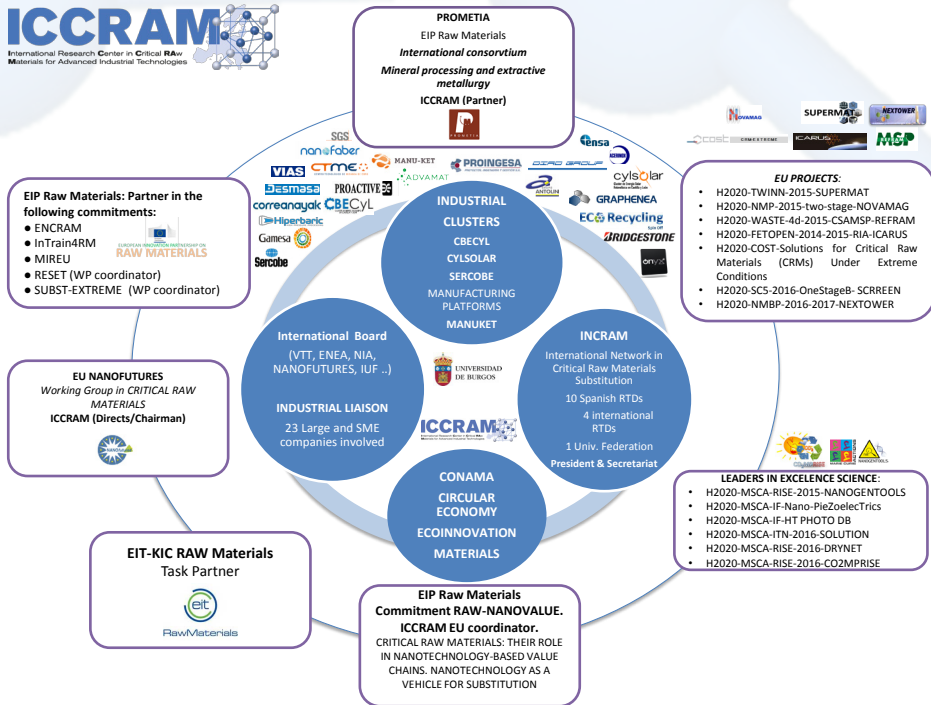 ICCRAM
International Research Center in Critical RAw
Materials for Advanced Industrial Technologies
PROMETIA
EIP Raw Materials
International consorvtium
Mineral processing and extractive
metallurgy
ICCRAM (Partner)
PROMETIA
NOVAMAG
SUPERMAT
NEXTOWER
cost
CRM EXTREME
ICARUS
MSP
SGS
nanofaber
VIAS
CTME
MANU-KET
ADVAMAT
PROINGESA
DIRO GROUP
ensa
ACERINOX
Desmasa
PROACTIVE
correanayak
CBECyL
Hiperbaric
Gamesa
Sercobe
ANTOLIN
cylsolar
GRAPHENEA
ECO Recycling
BRIDGESTONE
onyx
EIP Raw Materials: Partner in the
following commitments:
● ENCRAM
● InTrain4RM
● MIREU
● RESET (WP coordinator)
● SUBST-EXTREME (WP coordinator)
EUROPEAN INNOVATION PARTNERSHIP ON
RAW MATERIALS
INDUSTRIAL
CLUSTERS
CBECYL
CYLSOLAR
SERCOBE
MANUFACTURING
PLATFORMS
MANUKET
EU PROJECTS:
• H2020-TWINN-2015-SUPERMAT
• H2020-NMP-2015-two-stage-NOVAMAG
• H2020-WASTE-4d-2015-CSAMSP-REFRAM
• H2020-FETOPEN-2014-2015-RIA-ICARUS
• H2020-COST-Solutions for Critical Raw
Materials (CRMs) Under Extreme
Conditions
• H2020-SC5-2016-OneStageB- SCRREEN
• H2020-NMBP-2016-2017-NEXTOWER
International Board
(VTT, ENEA, NIA,
NANOFUTURES, IUF ..)
INDUSTRIAL LIAISON
23 Large and SME
companies involved
UNIVERSIDAD
DE BURGOS
ICCRAM
INCRAM
International Network in
Critical Raw Materials
Substitution
10 Spanish RTDs
4 international
RTDs
1 Univ. Federation
President & Secretariat
EU NANOFUTURES
Working Group in CRITICAL RAW
MATERIALS
ICCRAM (Directs/Chairman)
CONAMA
CIRCULAR
ECONOMY
ECOINNOVATION
MATERIALS
NANOGENTOOLS
LEADERS IN EXCELENCE SCIENCE:
• H2020-MSCA-RISE-2015-NANOGENTOOLS
• H2020-MSCA-IF-Nano-PieZoelecTrics
• H2020-MSCA-IF-HT PHOTO DB
• H2020-MSCA-ITN-2016-SOLUTION
• H2020-MSCA-RISE-2016-DRYNET
• H2020-MSCA-RISE-2016-CO2MPRISE
EIT-KIC RAW Materials
Task Partner
eit
RawMaterials
EIP Raw Materials
Commitment RAW-NANOVALUE.
ICCRAM EU coordinator.
CRITICAL RAW MATERIALS: THEIR ROLE
IN NANOTECHNOLOGY-BASED VALUE
CHAINS. NANOTECHNOLOGY AS A
VEHICLE FOR SUBSTITUTION